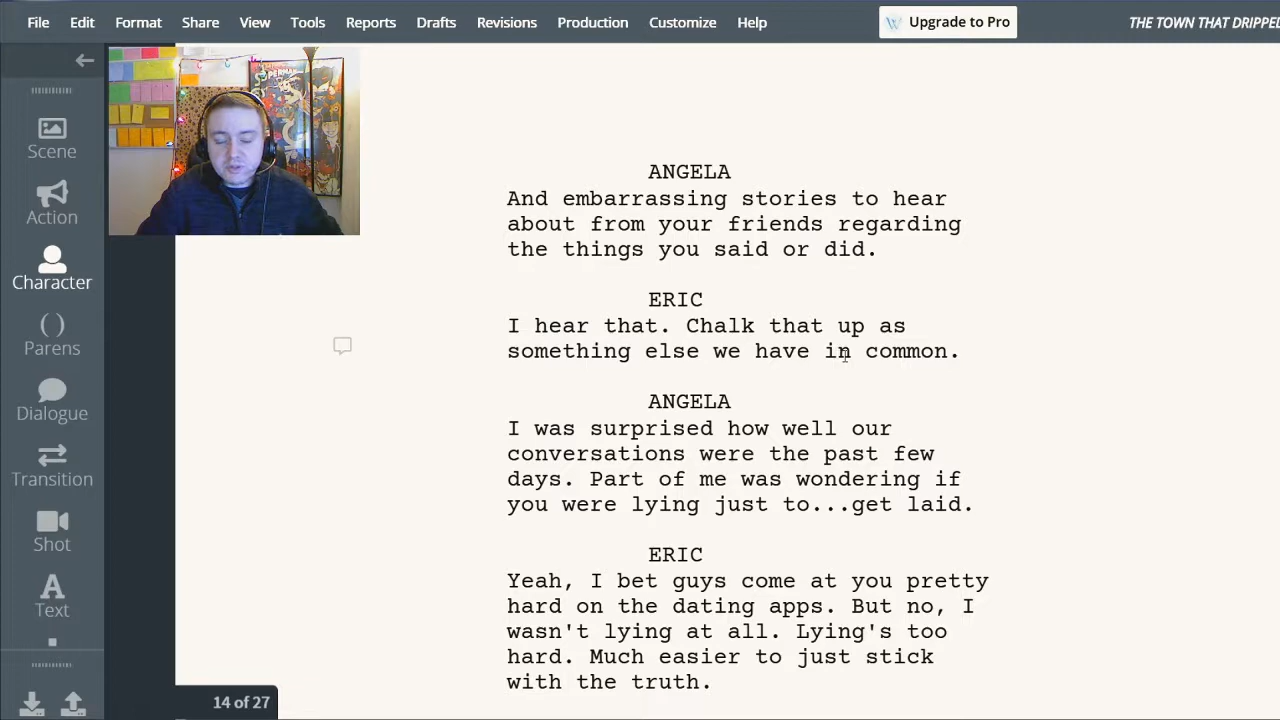 File Edit Format Share View Tools Reports Drafts Revisions Production Customize Help Upgrade to Pro THE TOWN THAT DRIPPED
Scene
Action
Character
Parens
Dialogue
Transition
Shot
Text
ANGELA
And embarrassing stories to hear
about from your friends regarding
the things you said or did.
ERIC
I hear that. Chalk that up as
something else we have in common.
ANGELA
I was surprised how well our
conversations were the past few
days. Part of me was wondering if
you were lying just to...get laid.
ERIC
Yeah, I bet guys come at you pretty
hard on the dating apps. But no, I
wasn't lying at all. Lying's too
hard. Much easier to just stick
with the truth.
14 of 27